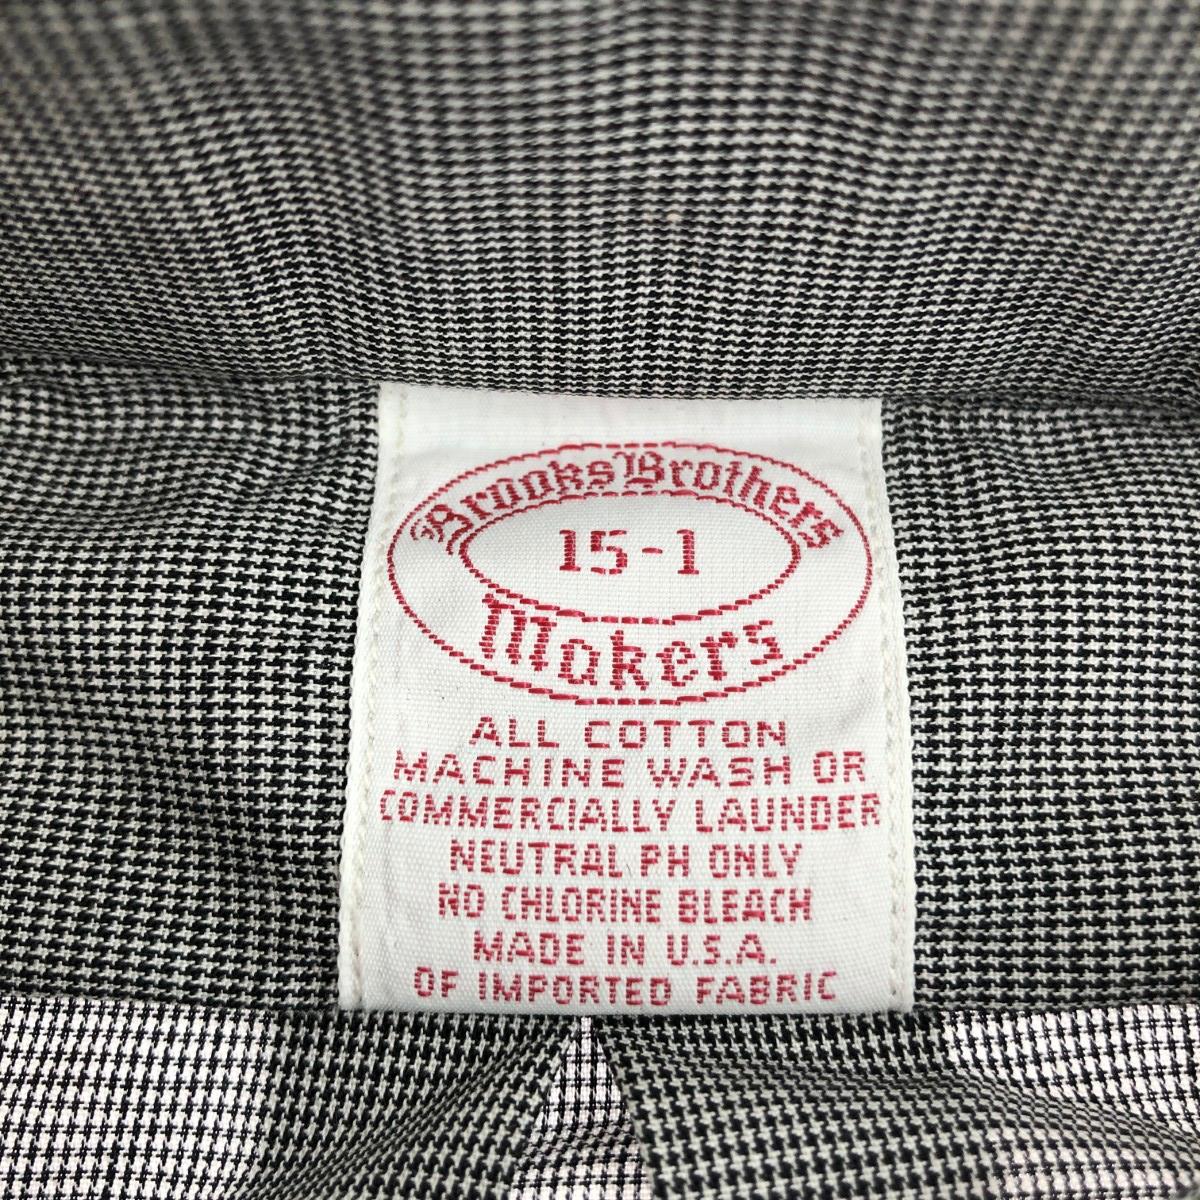 Brooks Brothers
15-1
Makers
ALL COTTON
MACHINE WASH OR
COMMERCIALLY LAUNDER
NEUTRAL PH ONLY
NO CHLORINE BLEACH
MADE IN U.S.A.
OF IMPORTED FABRIC